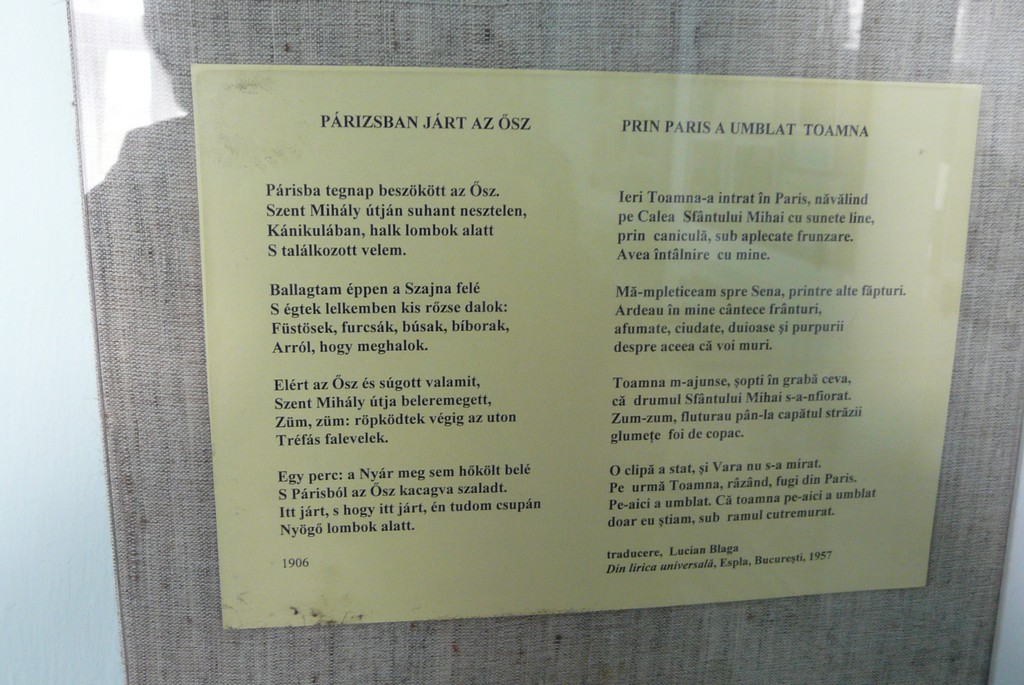 PÁRIZSBAN JÁRT AZ ŐSZ
Párisba tegnap beszökött az Ősz.
Szent Mihály útján suhant nesztelen,
Kánikulában, halk lombok alatt
S találkozott velem.
Ballagtam éppen a Szajna felé
S égtek lelkemben kis rőzse dalok:
Füstösek, furcsák, búsak, bíborak,
Arról, hogy meghalok.
Elért az Ősz és súgott valamit,
Szent Mihály útja beleremegett,
Züm, züm: röpködtek végig az uton
Tréfás falevelek.
Egy perc: a Nyár meg sem hőkölt belé
S Párisból az Ősz kacagva szaladt.
Itt járt, s hogy itt járt, én tudom csupán
Nyögő lombok alatt.
1906
PRIN PARIS A UMBLAT TOAMNA
Ieri Toamna-a intrat în Paris, năvălind
pe Calea Sfântului Mihai cu sunete line,
prin caniculă, sub aplecate frunzare.
Avea întâlnire cu mine.
Mă-mpleticeam spre Sena, printre alte făpturi.
Ardeau în mine cântece frânturi,
afumate, ciudate, duioase și purpurii
despre aceea că voi muri.
Toamna m-ajunse, șopti în grabă ceva,
că drumul Sfântului Mihai s-a-nfiorat.
Zum-zum, fluturau pân-la capătul străzii
glumețe foi de copac.
O clipă a stat, și Vara nu s-a mirat.
Pe urmă Toamna, râzând, fugi din Paris.
Pe-aici a umblat. Că toamna pe-aici a umblat
doar eu știam, sub ramul cutremurat.
traducere, Lucian Blaga
Din lirica universală, Espla, București, 1957